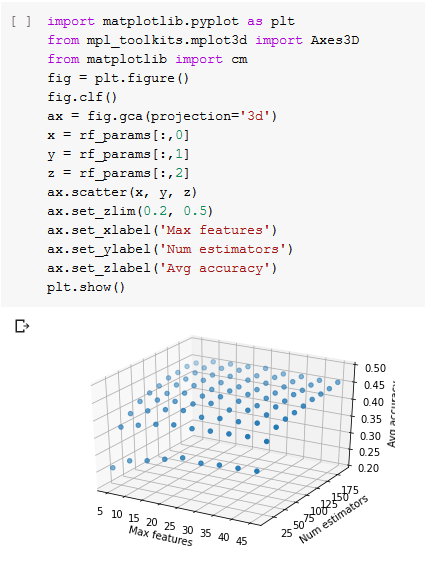 [ ] import matplotlib.pyplot as plt
from mpl_toolkits.mplot3d import Axes3D
from matplotlib import cm
fig = plt.figure()
fig.clf()
ax = fig.gca(projection='3d')
x = rf_params[:,0]
y = rf_params[:,1]
z = rf_params[:,2]
ax.scatter(x, y, z)
ax.set_zlim(0.2, 0.5)
ax.set_xlabel('Max features')
ax.set_ylabel('Num estimators')
ax.set_zlabel('Avg accuracy')
plt.show()
0.50
0.45
0.40
0.35
0.30
0.25
0.20
Avg accuracy
5 10 15 20 25 30 35 40 45
Max features
25 50 75 100 125 150 175
Num estimators